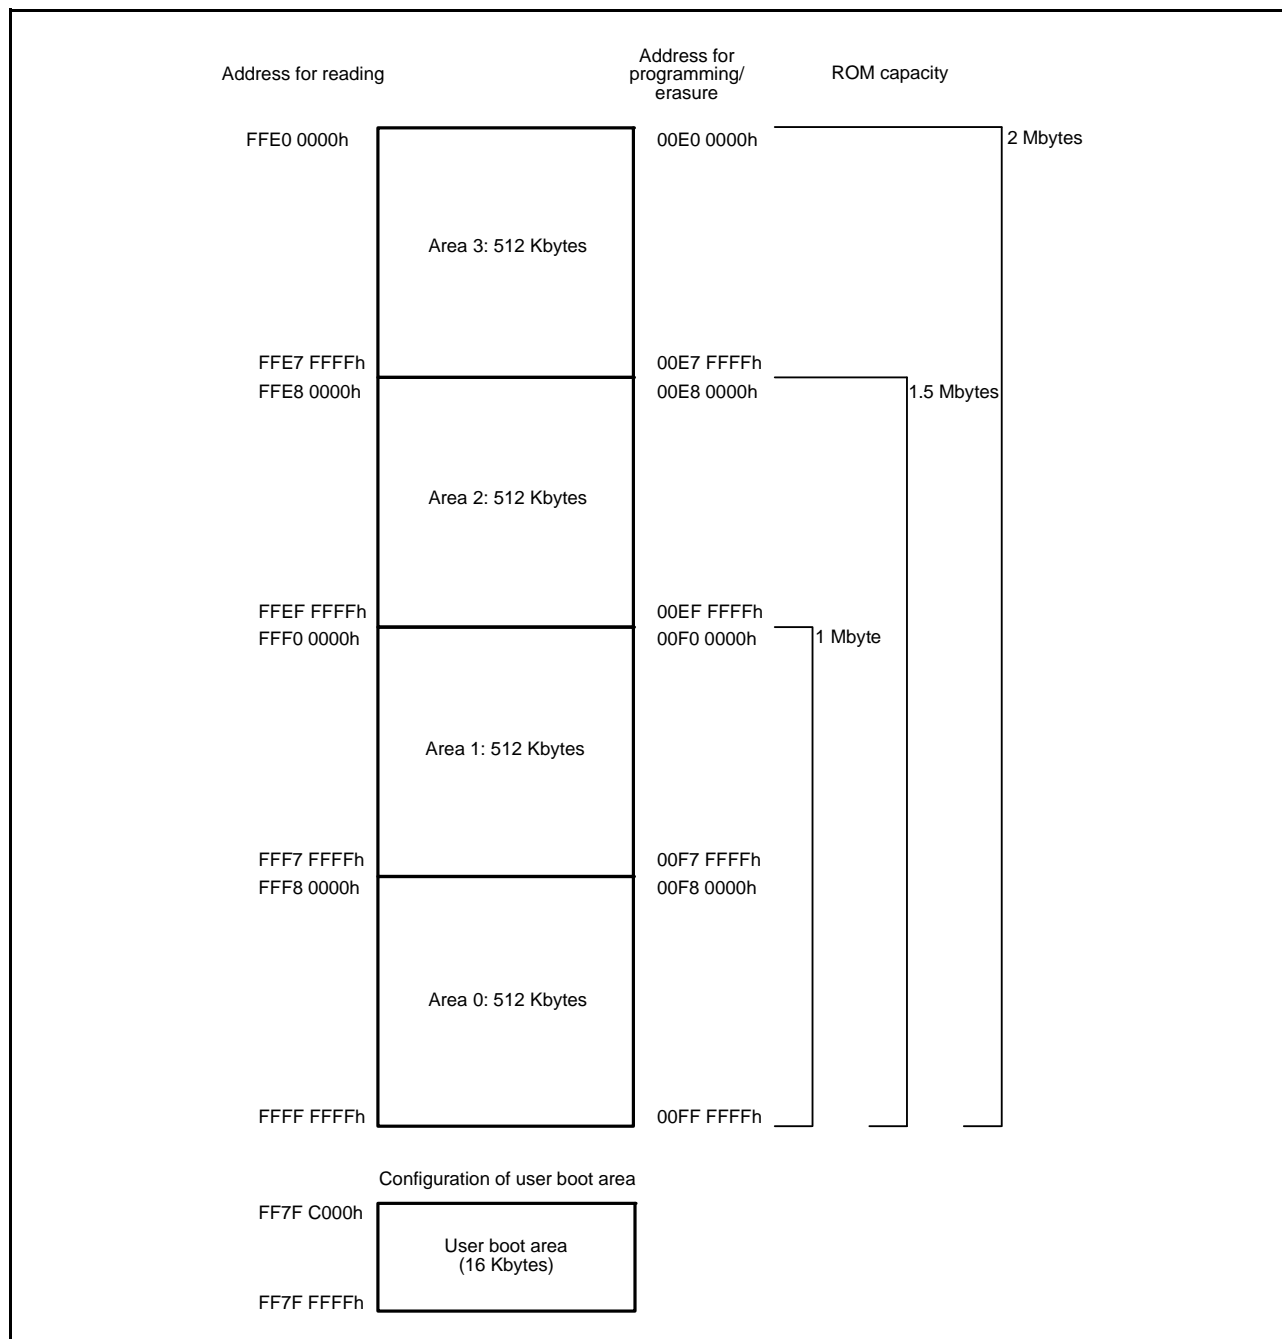 Address for reading
Address for
programming/
erasure
ROM capacity
FFE0 0000h
00E0 0000h
2 Mbytes
Area 3: 512 Kbytes
FFE7 FFFFh
00E7 FFFFh
FFE8 0000h
00E8 0000h
1.5 Mbytes
Area 2: 512 Kbytes
FFEF FFFFh
00EF FFFFh
FFF0 0000h
00F0 0000h
1 Mbyte
Area 1: 512 Kbytes
FFF7 FFFFh
00F7 FFFFh
FFF8 0000h
00F8 0000h
Area 0: 512 Kbytes
FFFF FFFFh
00FF FFFFh
Configuration of user boot area
FF7F C000h
User boot area
(16 Kbytes)
FF7F FFFFh